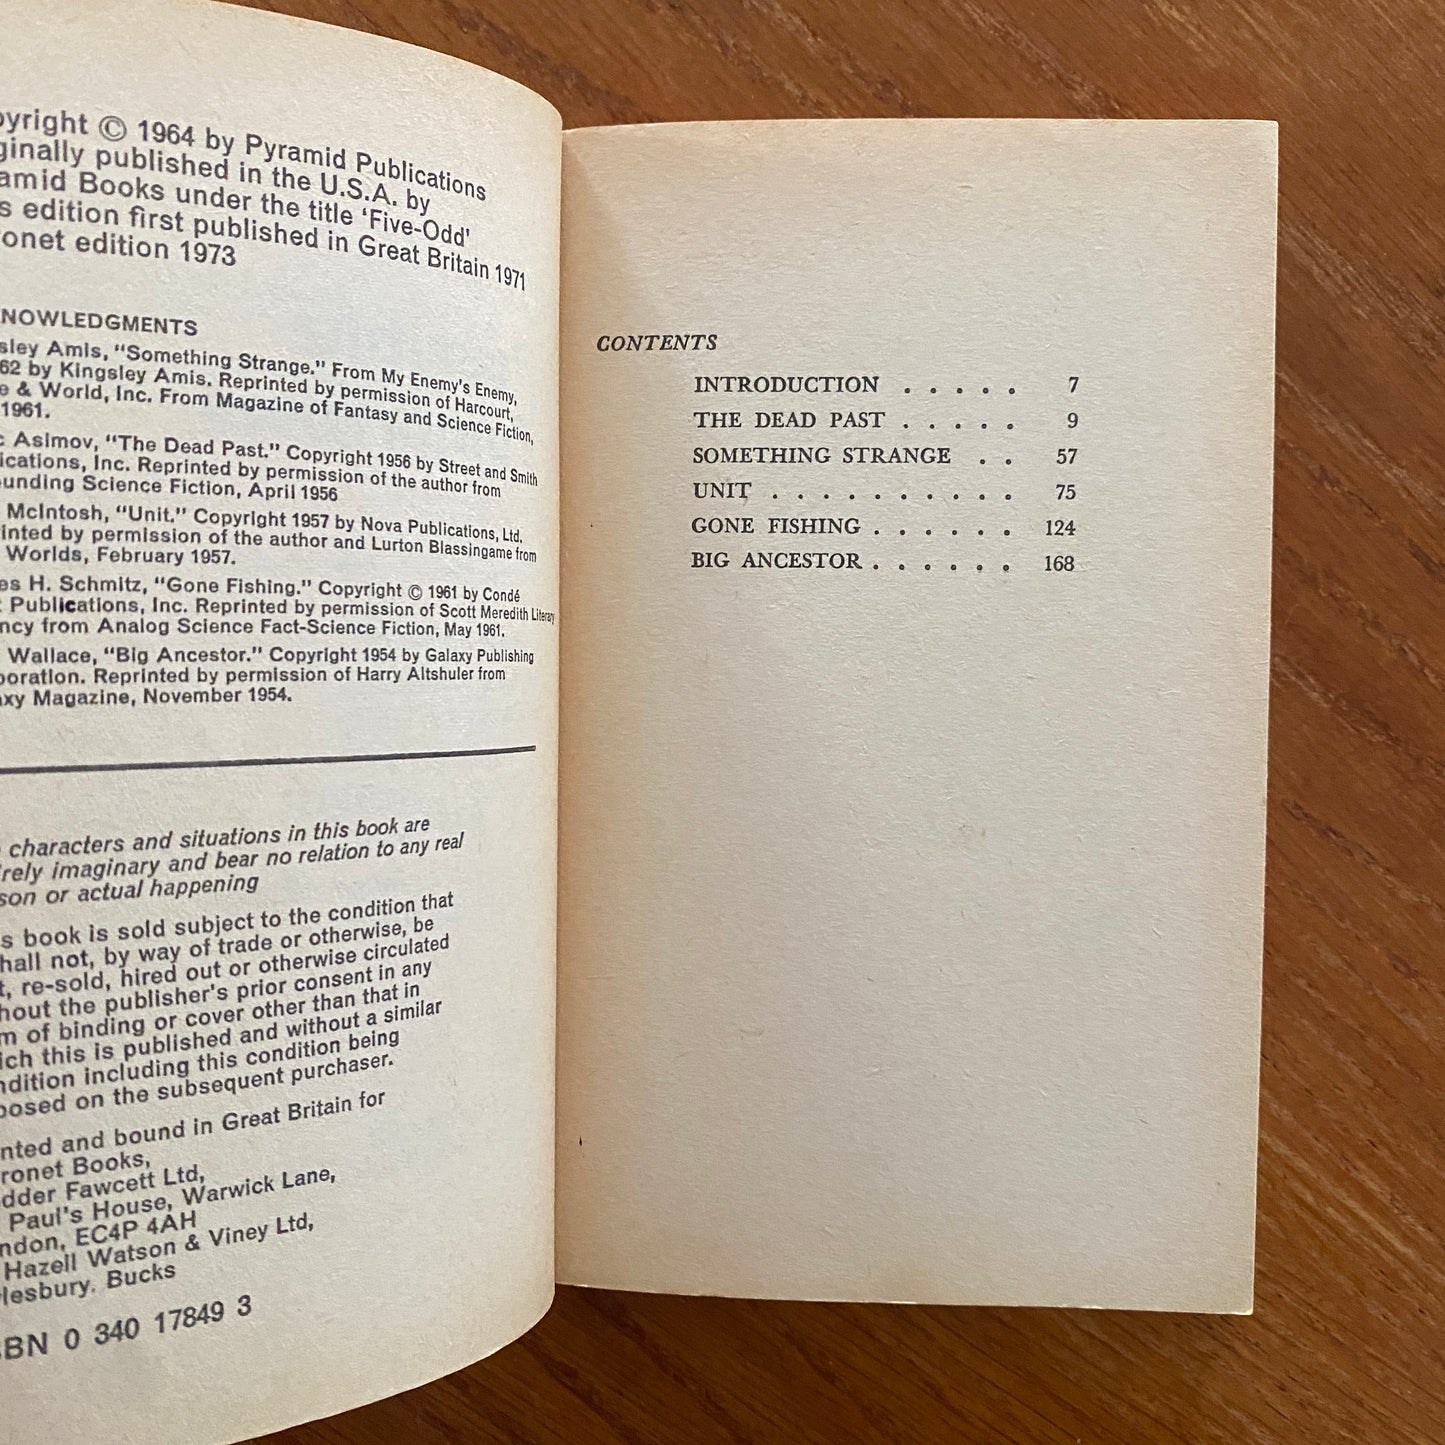 pyright © 1964 by Pyramid Publications
ginally published in the U.S.A. by
amid Books under the title 'Five-Odd'
s edition first published in Great Britain 1971
ronet edition 1973
NOWLEDGMENTS
sley Amis, "Something Strange." From My Enemy's Enemy,
62 by Kingsley Amis. Reprinted by permission of Harcourt,
e & World, Inc. From Magazine of Fantasy and Science Fiction,
1961.
c Asimov, "The Dead Past." Copyright 1956 by Street and Smith
lications, Inc. Reprinted by permission of the author from
ounding Science Fiction, April 1956
McIntosh, "Unit." Copyright 1957 by Nova Publications, Ltd.
inted by permission of the author and Lurton Blassingame from
Worlds, February 1957.
es H. Schmitz, "Gone Fishing." Copyright © 1961 by Condé
t Publications, Inc. Reprinted by permission of Scott Meredith Literary
ncy from Analog Science Fact-Science Fiction, May 1961.
Wallace, "Big Ancestor." Copyright 1954 by Galaxy Publishing
poration. Reprinted by permission of Harry Altshuler from
axy Magazine, November 1954.
characters and situations in this book are
irely imaginary and bear no relation to any real
son or actual happening
s book is sold subject to the condition that
hall not, by way of trade or otherwise, be
t, re-sold, hired out or otherwise circulated
hout the publisher's prior consent in any
m of binding or cover other than that in
ich this is published and without a similar
ndition including this condition being
posed on the subsequent purchaser.
nted and bound in Great Britain for
ronet Books,
dder Fawcett Ltd,
Paul's House, Warwick Lane,
ndon, EC4P 4AH
Hazell Watson & Viney Ltd,
lesbury, Bucks
BN 0 340 17849 3
CONTENTS
INTRODUCTION . . . . . 7
THE DEAD PAST . . . . . 9
SOMETHING STRANGE . . 57
UNIT . . . . . . . . . . 75
GONE FISHING . . . . . . 124
BIG ANCESTOR . . . . . . 168